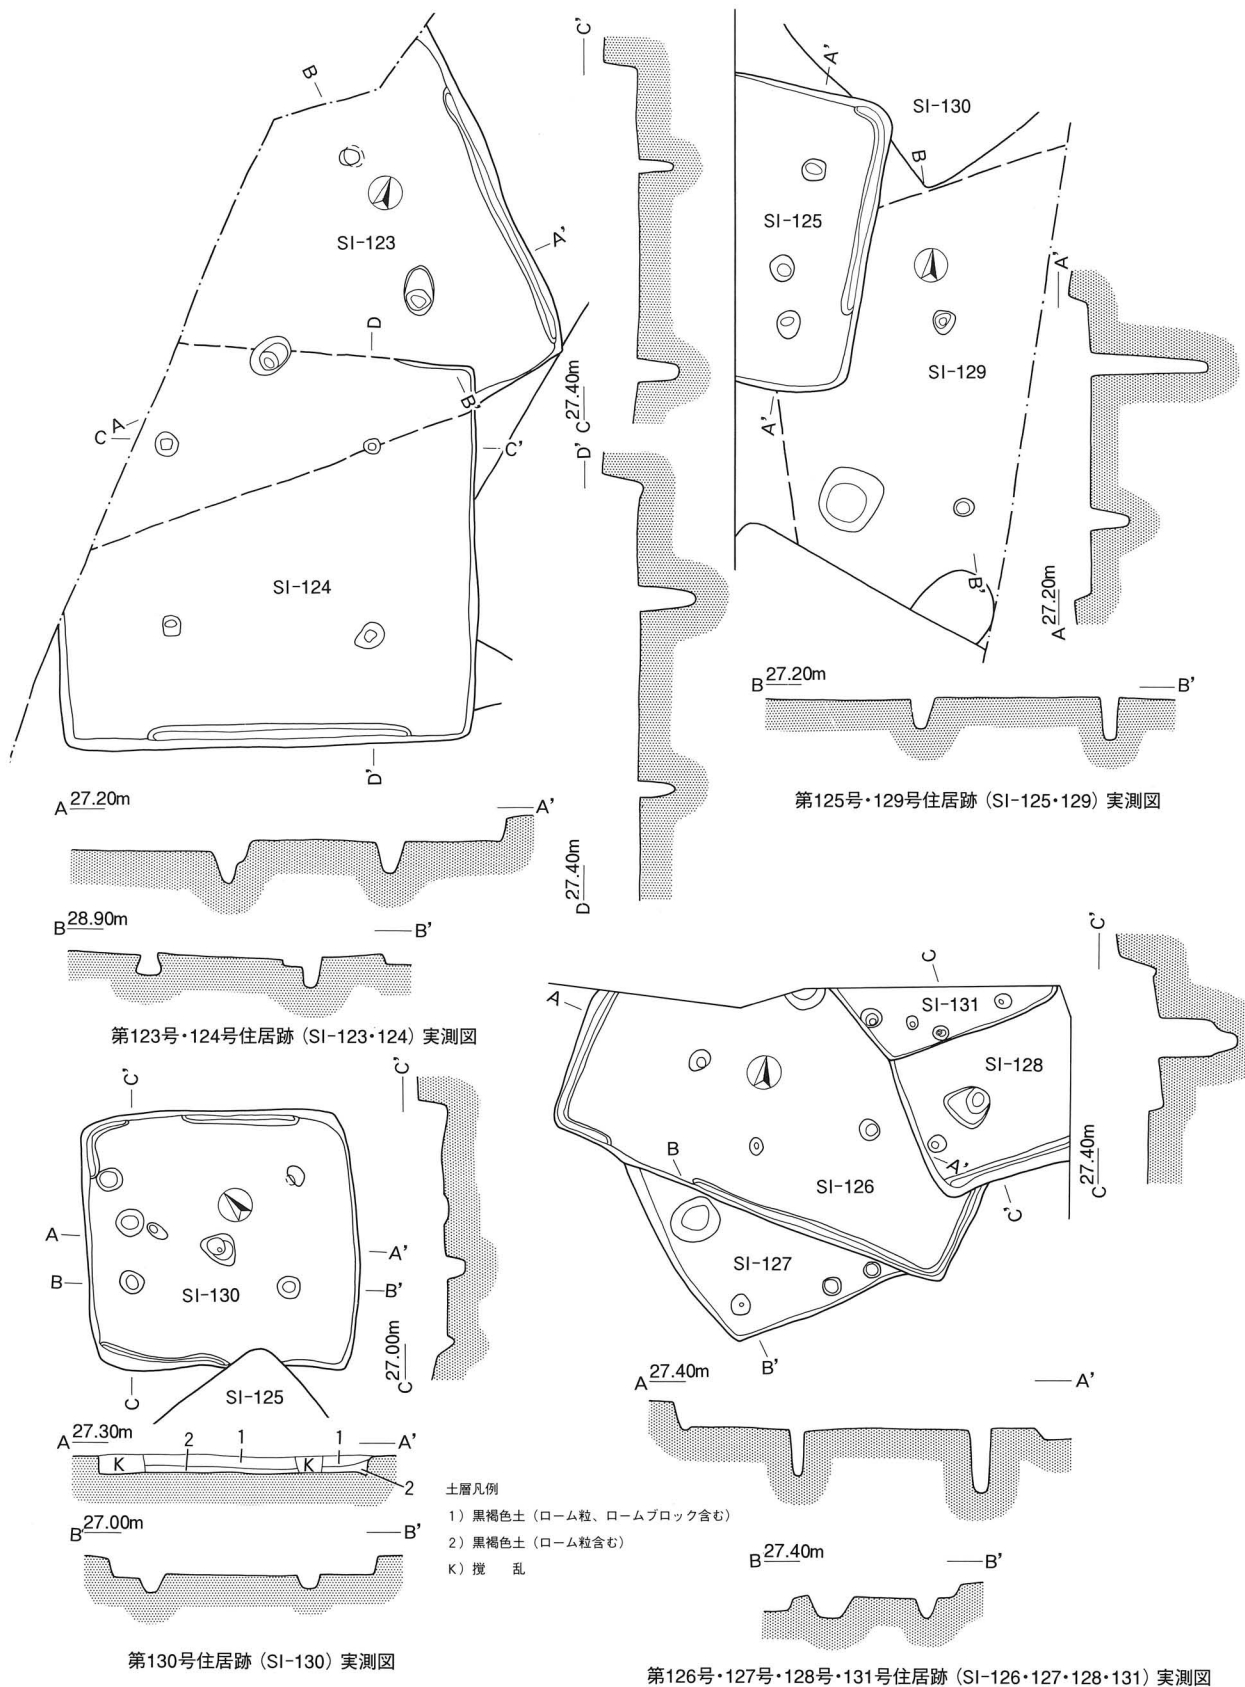 B
SI-123
A'
D
B'
A
C
C'
SI-124
D'
C'
C 27.40m
D'
D 27.40m
A 27.20m
A'
B 28.90m
B'
第123号・124号住居跡（SI-123・124）実測図
A'
SI-130
B
SI-125
A'
SI-129
A'
B'
A 27.20m
B 27.20m
B'
第125号・129号住居跡（SI-125・129）実測図
C'
A
A'
B
B'
SI-130
C
SI-125
C'
C 27.00m
A 27.30m
2
1
1
A'
K
K
2
B 27.00m
B'
土層凡例
1）黒褐色土（ローム粒、ロームブロック含む）
2）黒褐色土（ローム粒含む）
K）攪　乱
第130号住居跡（SI-130）実測図
C
A
SI-131
SI-128
B
A'
SI-126
C'
SI-127
B'
C'
C 27.40m
A 27.40m
A'
B 27.40m
B'
第126号・127号・128号・131号住居跡（SI-126・127・128・131）実測図